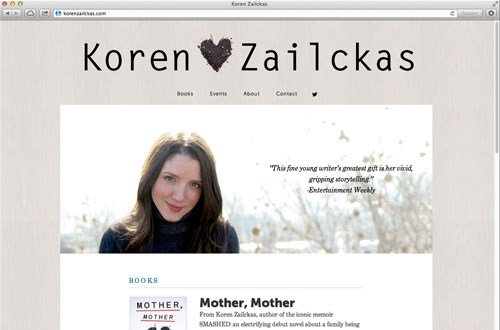 Koren Zailckas
korenzailckas.com
Reader
Koren Zailckas
Books Events About Contact
“This fine young writer's greatest gift is her vivid,
gripping storytelling.”
-Entertainment Weekly
BOOKS
MOTHER,
MOTHER
Mother, Mother
From Koren Zailckas, author of the iconic memoir
SMASHED: an electrifying debut novel about a family being